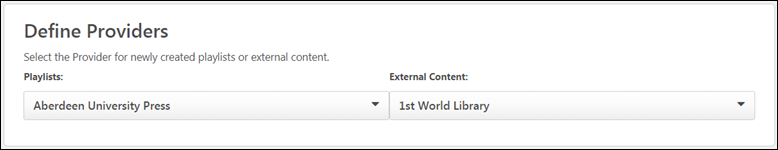 Define Providers
Select the Provider for newly created playlists or external content.
Playlists: External Content:
Aberdeen University Press 1st World Library